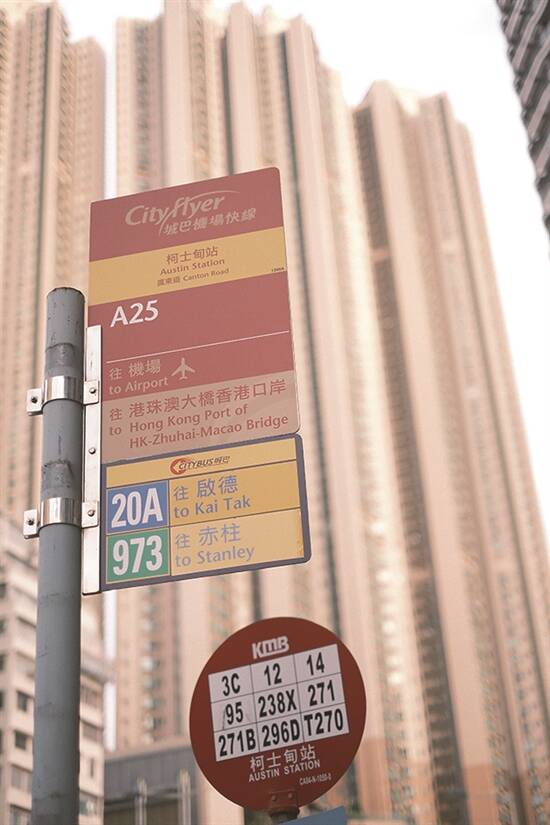 Cityflyer
城巴機場快線
柯士甸站
Austin Station
廣東道 Canton Road
A25
往 機場
to Airport
往 港珠澳大橋香港口岸
to Hong Kong Port of
HK-Zhuhai-Macao Bridge
CITYBUS 城巴
20A 往 啟德
to Kai Tak
973 往 赤柱
to Stanley
KMB
3C 12 14
95 238X 271
271B 296D T270
柯士甸站
AUSTIN STATION